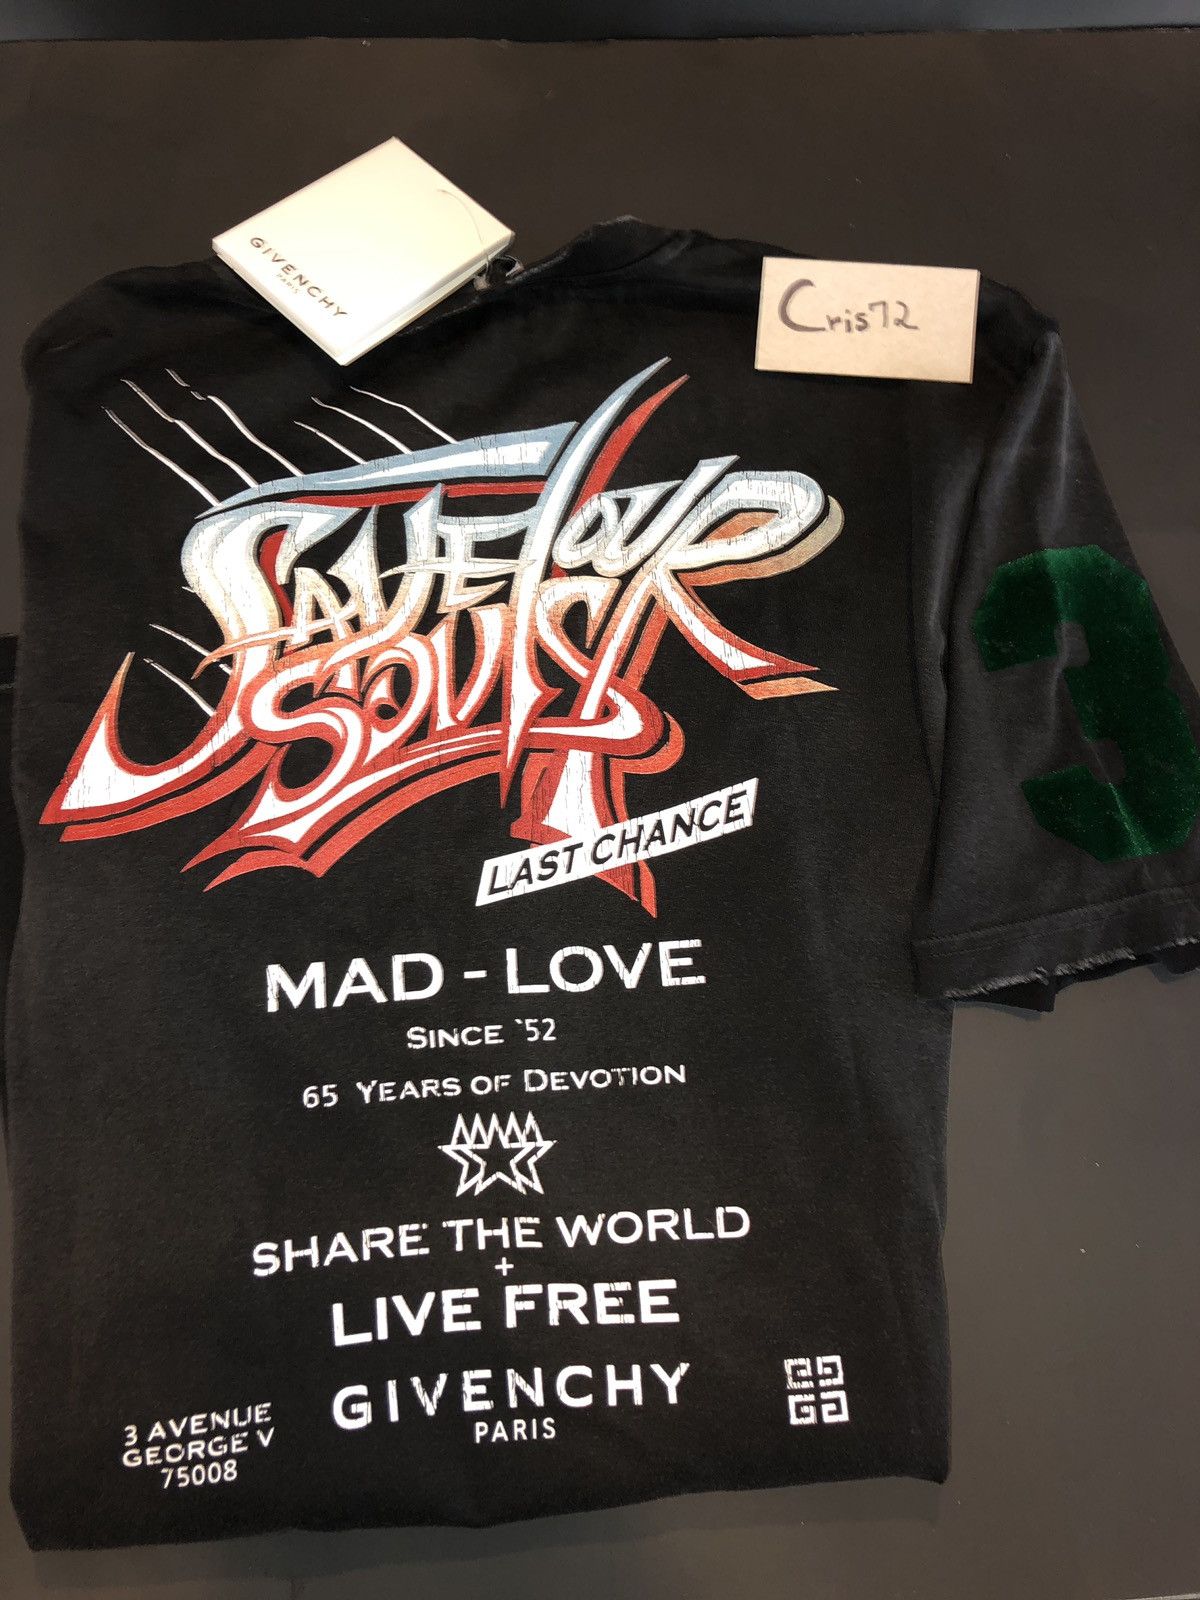 GIVENCHY
PARIS
Cris72
SAVE YOUR
SOULS
LAST CHANCE
3
MAD - LOVE
SINCE `52
65 YEARS OF DEVOTION
SHARE THE WORLD
+
LIVE FREE
GIVENCHY
PARIS
3 AVENUE
GEORGE V
75008